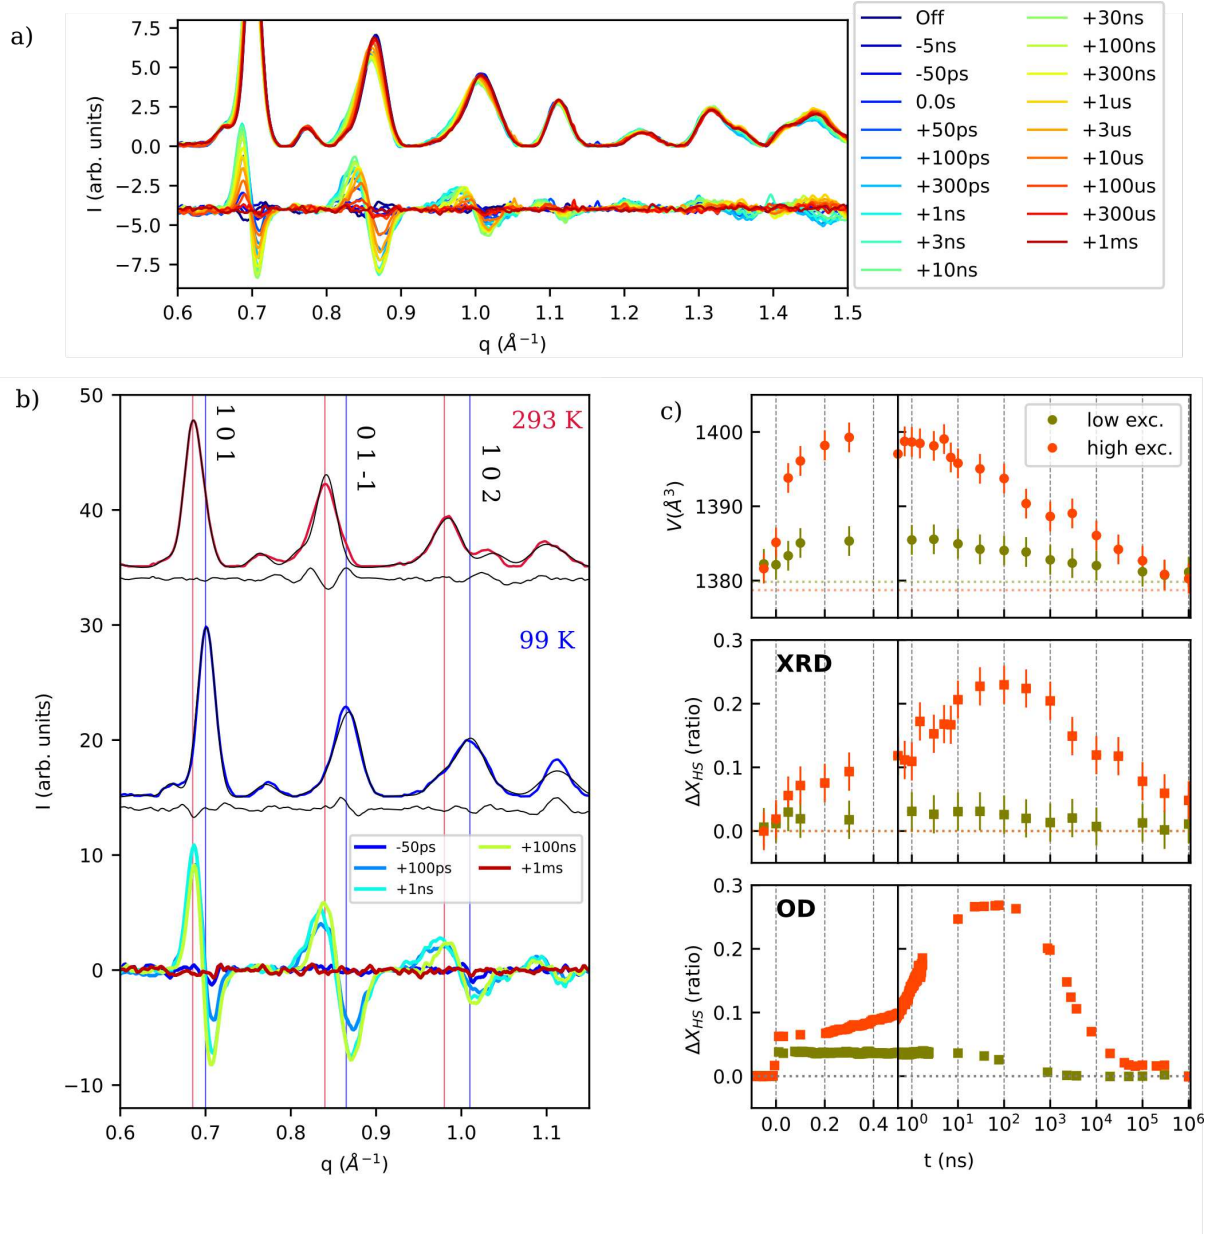 a)
7.5
5.0
2.5
0.0
−2.5
−5.0
−7.5
I (arb. units)
0.6 0.7 0.8 0.9 1.0 1.1 1.2 1.3 1.4 1.5
q (Å⁻¹)
Off
-5ns
-50ps
0.0s
+50ps
+100ps
+300ps
+1ns
+3ns
+10ns
+30ns
+100ns
+300ns
+1us
+3us
+10us
+100us
+300us
+1ms
b)
50
40
30
20
10
0
−10
I (arb. units)
1 0 1
0 1 -1
1 0 2
293 K
99 K
-50ps
+100ps
+1ns
+100ns
+1ms
0.6 0.7 0.8 0.9 1.0 1.1
q (Å⁻¹)
c)
1400
1390
1380
V(Å³)
low exc.
high exc.
0.3
0.2
0.1
0.0
ΔX_HS (ratio)
XRD
0.3
0.2
0.1
0.0
ΔX_HS (ratio)
OD
0.0 0.2 0.4 10⁰ 10¹ 10² 10³ 10⁴ 10⁵ 10⁶
t (ns)